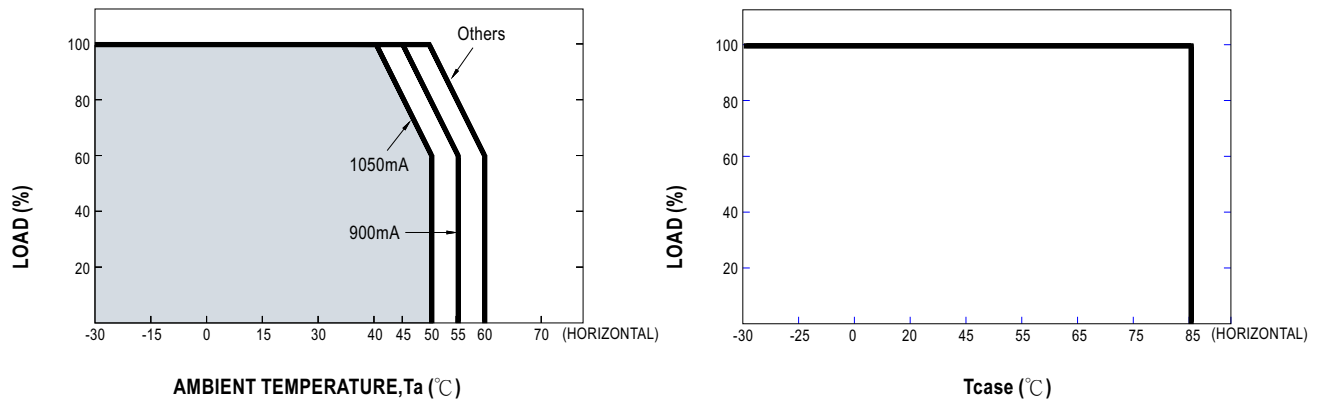 Others
100
80
60
40
20
1050mA
900mA
LOAD (%)
-30 -15 0 15 30 40 45 50 55 60 70 (HORIZONTAL)
AMBIENT TEMPERATURE,Ta (℃)
100
80
60
40
20
LOAD (%)
-30 -25 0 20 45 55 65 75 85 (HORIZONTAL)
Tcase (℃)